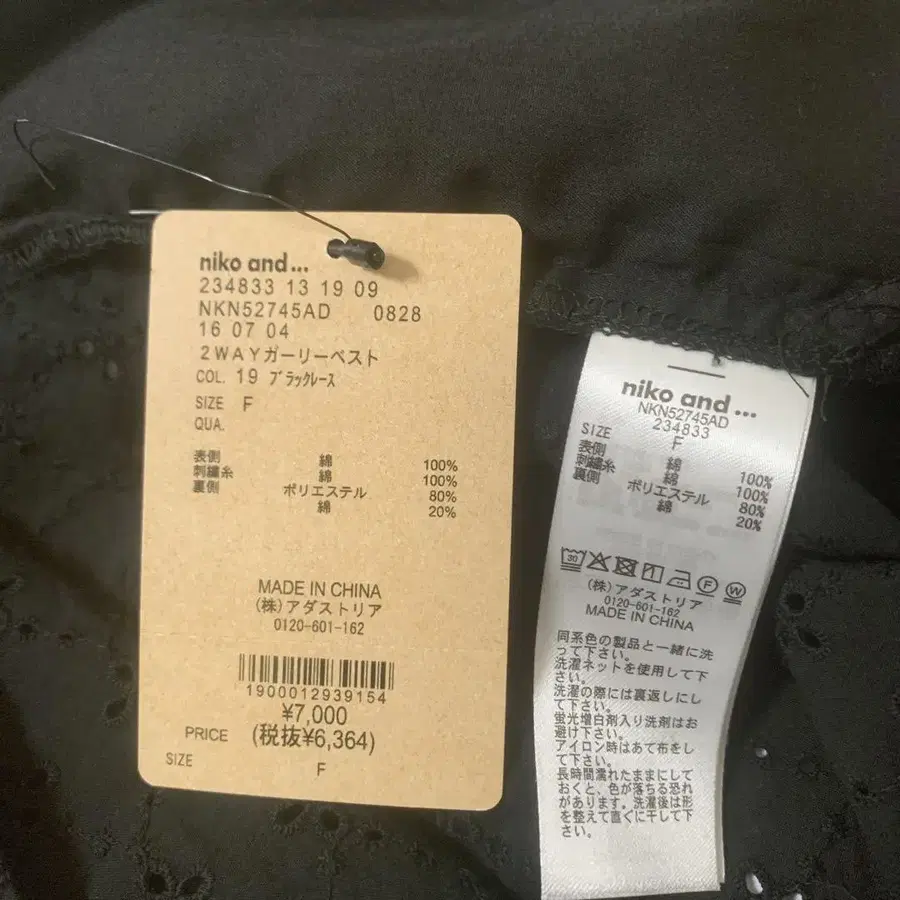 niko and...
234833 13 19 09
NKN52745AD 0828
16 07 04
2WAYガーリーベスト
COL. 19 ブラックレース
SIZE F
QUA.
表側 綿 100%
刺繍糸 綿 100%
裏側 ポリエステル 80%
綿 20%
MADE IN CHINA
(株)アダストリア
0120-601-162
1900012939154
¥7,000
PRICE (税抜¥6,364)
SIZE F
niko and...
NKN52745AD
234833
SIZE F
表側 綿 100%
刺繍糸 綿 100%
裏側 ポリエステル 80%
綿 20%
30
F W
(株)アダストリア
0120-601-162
MADE IN CHINA
同系色の製品と一緒に洗
って下さい。
洗濯ネットを使用して下
さい。
洗濯の際には裏返しにし
て下さい。
蛍光増白剤入り洗剤はお
避け下さい。
アイロン時はあて布をし
て下さい。
長時間濡れたままにして
おくと、色が落ちる恐れ
があります。洗濯後は形
を整えて直ぐに干して下
さい。